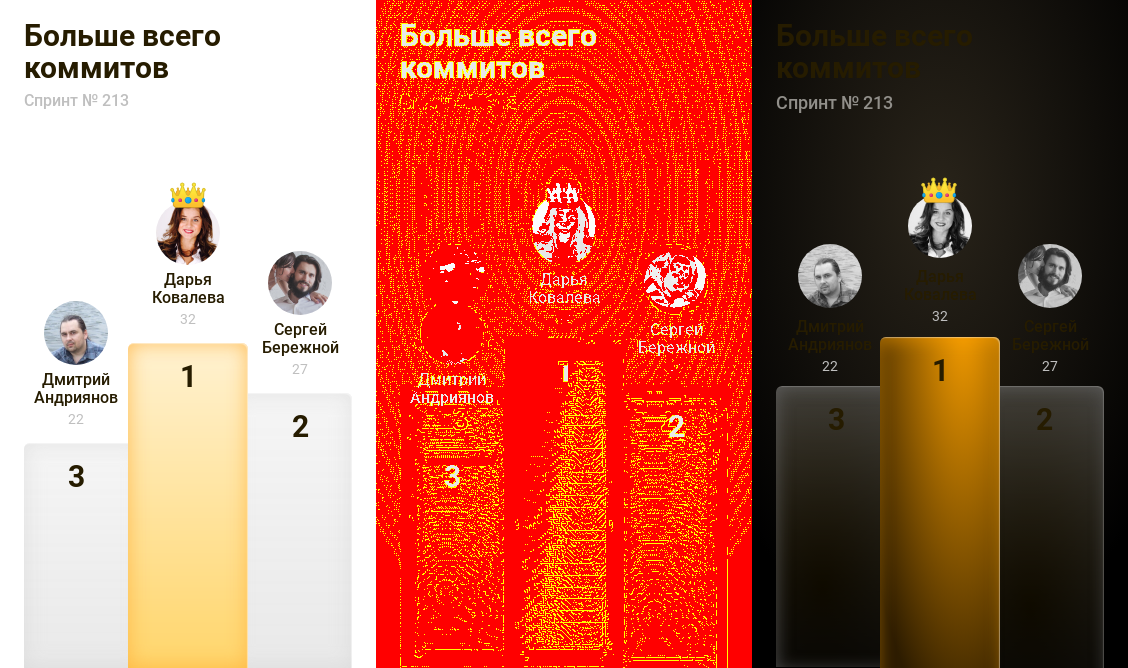 Больше всего
коммитов
Спринт № 213
Дарья
Ковалева
32
Сергей
Бережной
27
Дмитрий
Андриянов
22
1
2
3
Больше всего
коммитов
Дарья
Ковалева
Сергей
Бережной
Дмитрий
Андриянов
1
2
3
Больше всего
коммитов
Спринт № 213
32
Дмитрий
Андриянов
22
Сергей
Бережной
27
1
3
2